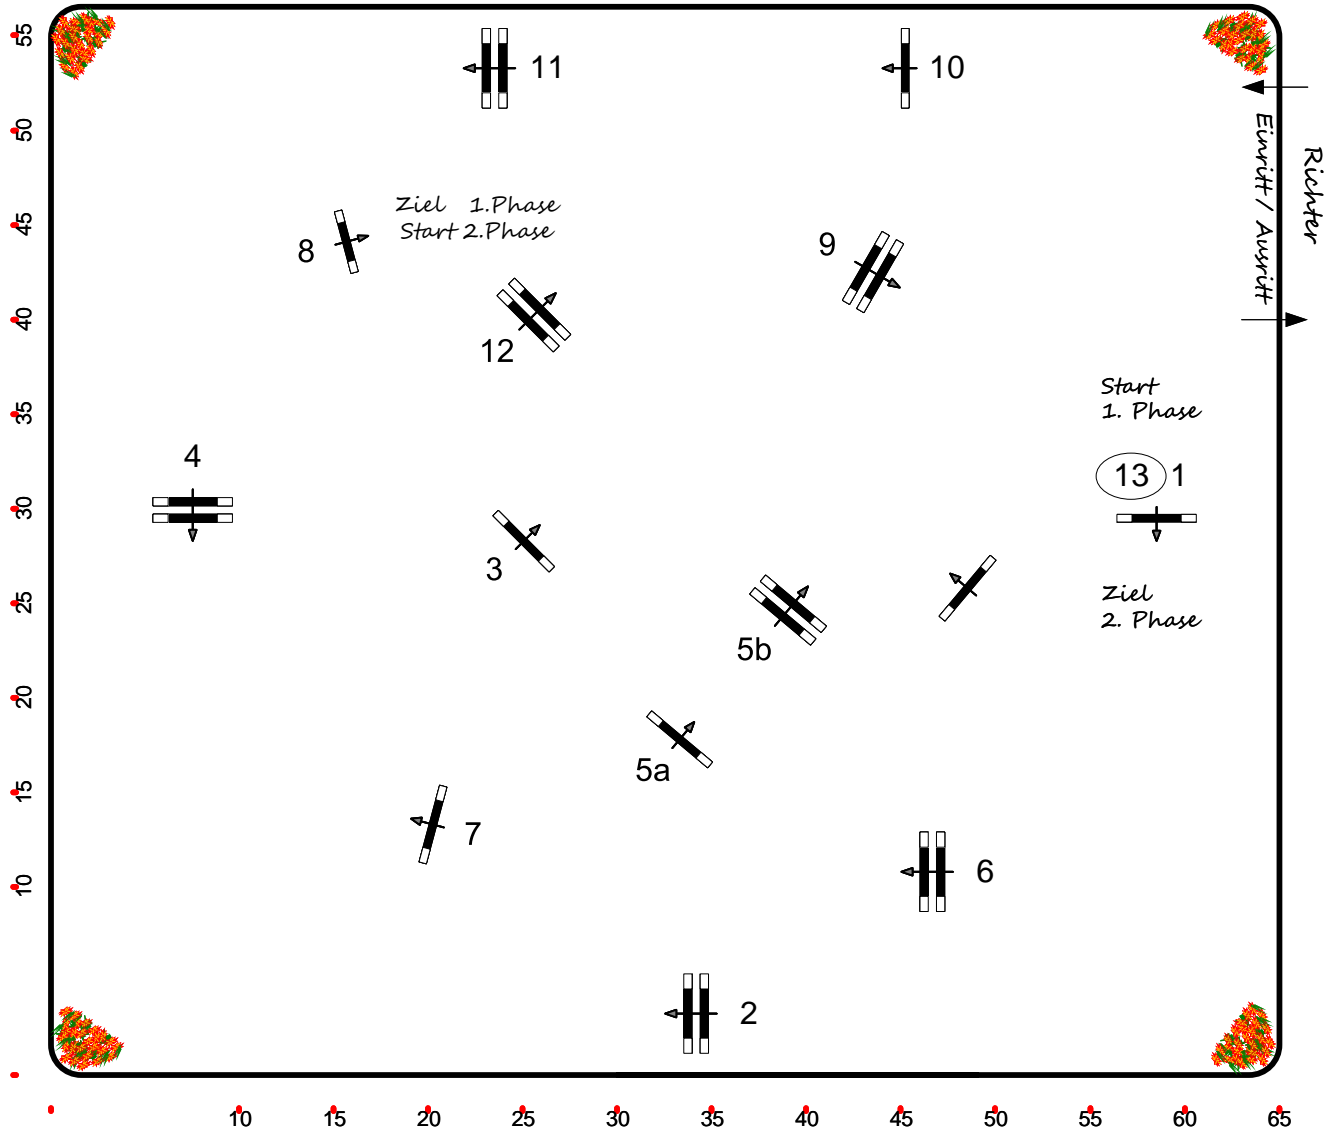 55
11
10
50
Einritt / Ausritt
Richter
45
Ziel 1.Phase
Start 2.Phase
8
9
40
12
Start
1. Phase
35
4
13 1
30
3
Ziel
2. Phase
25
5b
20
5a
15
7
6
10
2
10 15 20 25 30 35 40 45 50 55 60 65